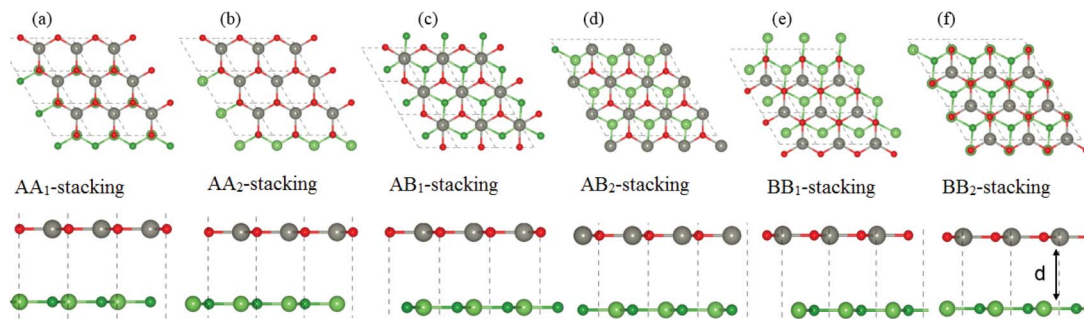 (a) (b) (c) (d) (e) (f)
AA₁-stacking AA₂-stacking AB₁-stacking AB₂-stacking BB₁-stacking BB₂-stacking
d